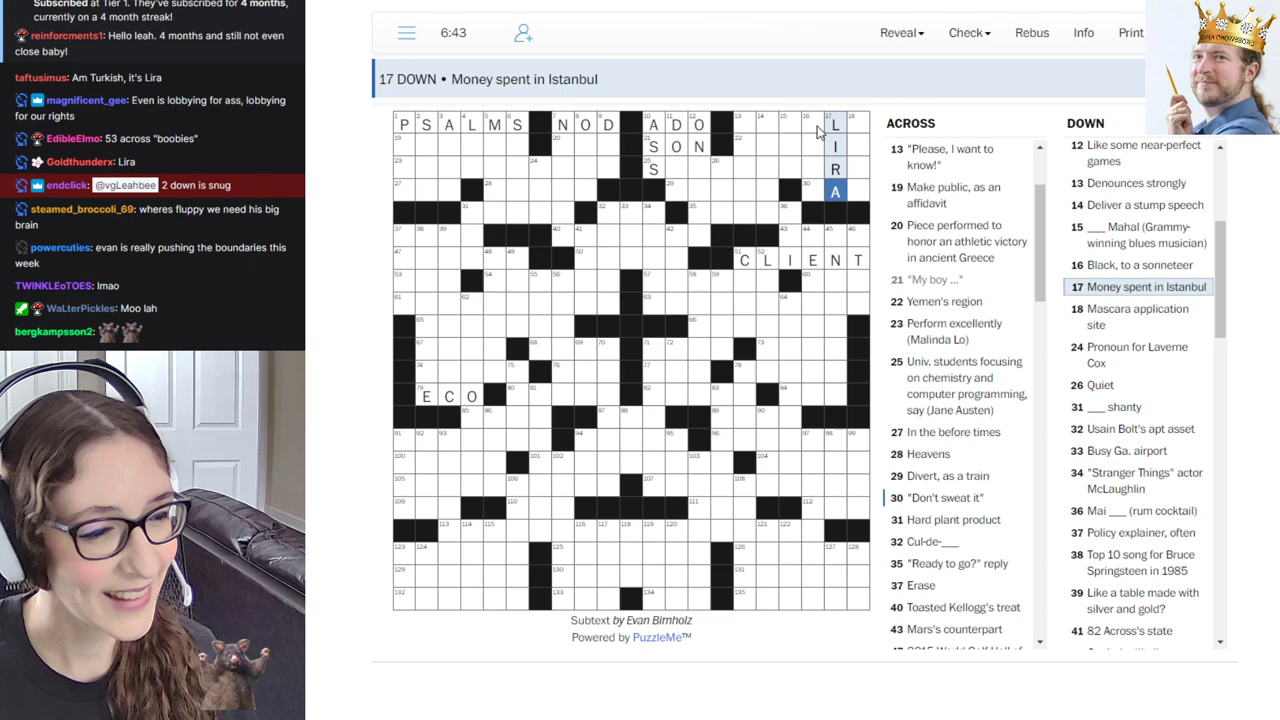 Subscribed at Tier 1. They've subscribed for 4 months,
currently on a 4 month streak!
reinforcments1: Hello leah. 4 months and still not even
close baby!
taftusimus: Am Turkish, it's Lira
magnificent_gee: Even is lobbying for ass, lobbying
for our rights
EdibleElmo: 53 across "boobies"
Goldthunderx: Lira
endclick: @vgLeahbee 2 down is snug
steamed_broccoli_69: wheres fluppy we need his big
brain
powercuties: evan is really pushing the boundaries this
week
TWINKLEoTOES: lmao
WaLterPickles: Moo lah
bergkampsson2:
6:43
Reveal
Check
Rebus
Info
Print
17 DOWN • Money spent in Istanbul
PSALMS NOD ADO L
SON I
S R
A
CLIENT
ECO
Subtext by Evan Birnholz
Powered by PuzzleMe™
ACROSS
13 "Please, I want to
know!"
19 Make public, as an
affidavit
20 Piece performed to
honor an athletic victory
in ancient Greece
21 "My boy ..."
22 Yemen's region
23 Perform excellently
(Malinda Lo)
25 Univ. students focusing
on chemistry and
computer programming,
say (Jane Austen)
27 In the before times
28 Heavens
29 Divert, as a train
30 "Don't sweat it"
31 Hard plant product
32 Cul-de-___
35 "Ready to go?" reply
37 Erase
40 Toasted Kellogg's treat
43 Mars's counterpart
DOWN
12 Like some near-perfect
games
13 Denounces strongly
14 Deliver a stump speech
15 ___ Mahal (Grammy-
winning blues musician)
16 Black, to a sonneteer
17 Money spent in Istanbul
18 Mascara application
site
24 Pronoun for Laverne
Cox
26 Quiet
31 ___ shanty
32 Usain Bolt's apt asset
33 Busy Ga. airport
34 "Stranger Things" actor
McLaughlin
36 Mai ___ (rum cocktail)
37 Policy explainer, often
38 Top 10 song for Bruce
Springsteen in 1985
39 Like a table made with
silver and gold?
41 82 Across's state